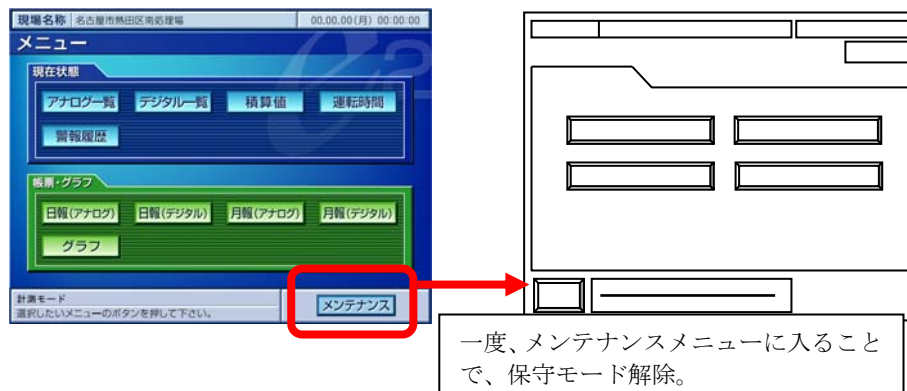 現場名称 名古屋市熱田区南処理場 00.00.00(月) 00:00:00
メニュー
現在状態
アナログ一覧 デジタル一覧 積算値 運転時間
警報履歴
帳票・グラフ
日報(アナログ) 日報(デジタル) 月報(アナログ) 月報(デジタル)
グラフ
計測モード
選択したいメニューのボタンを押して下さい。
メンテナンス
一度、メンテナンスメニューに入ること
で、保守モード解除。